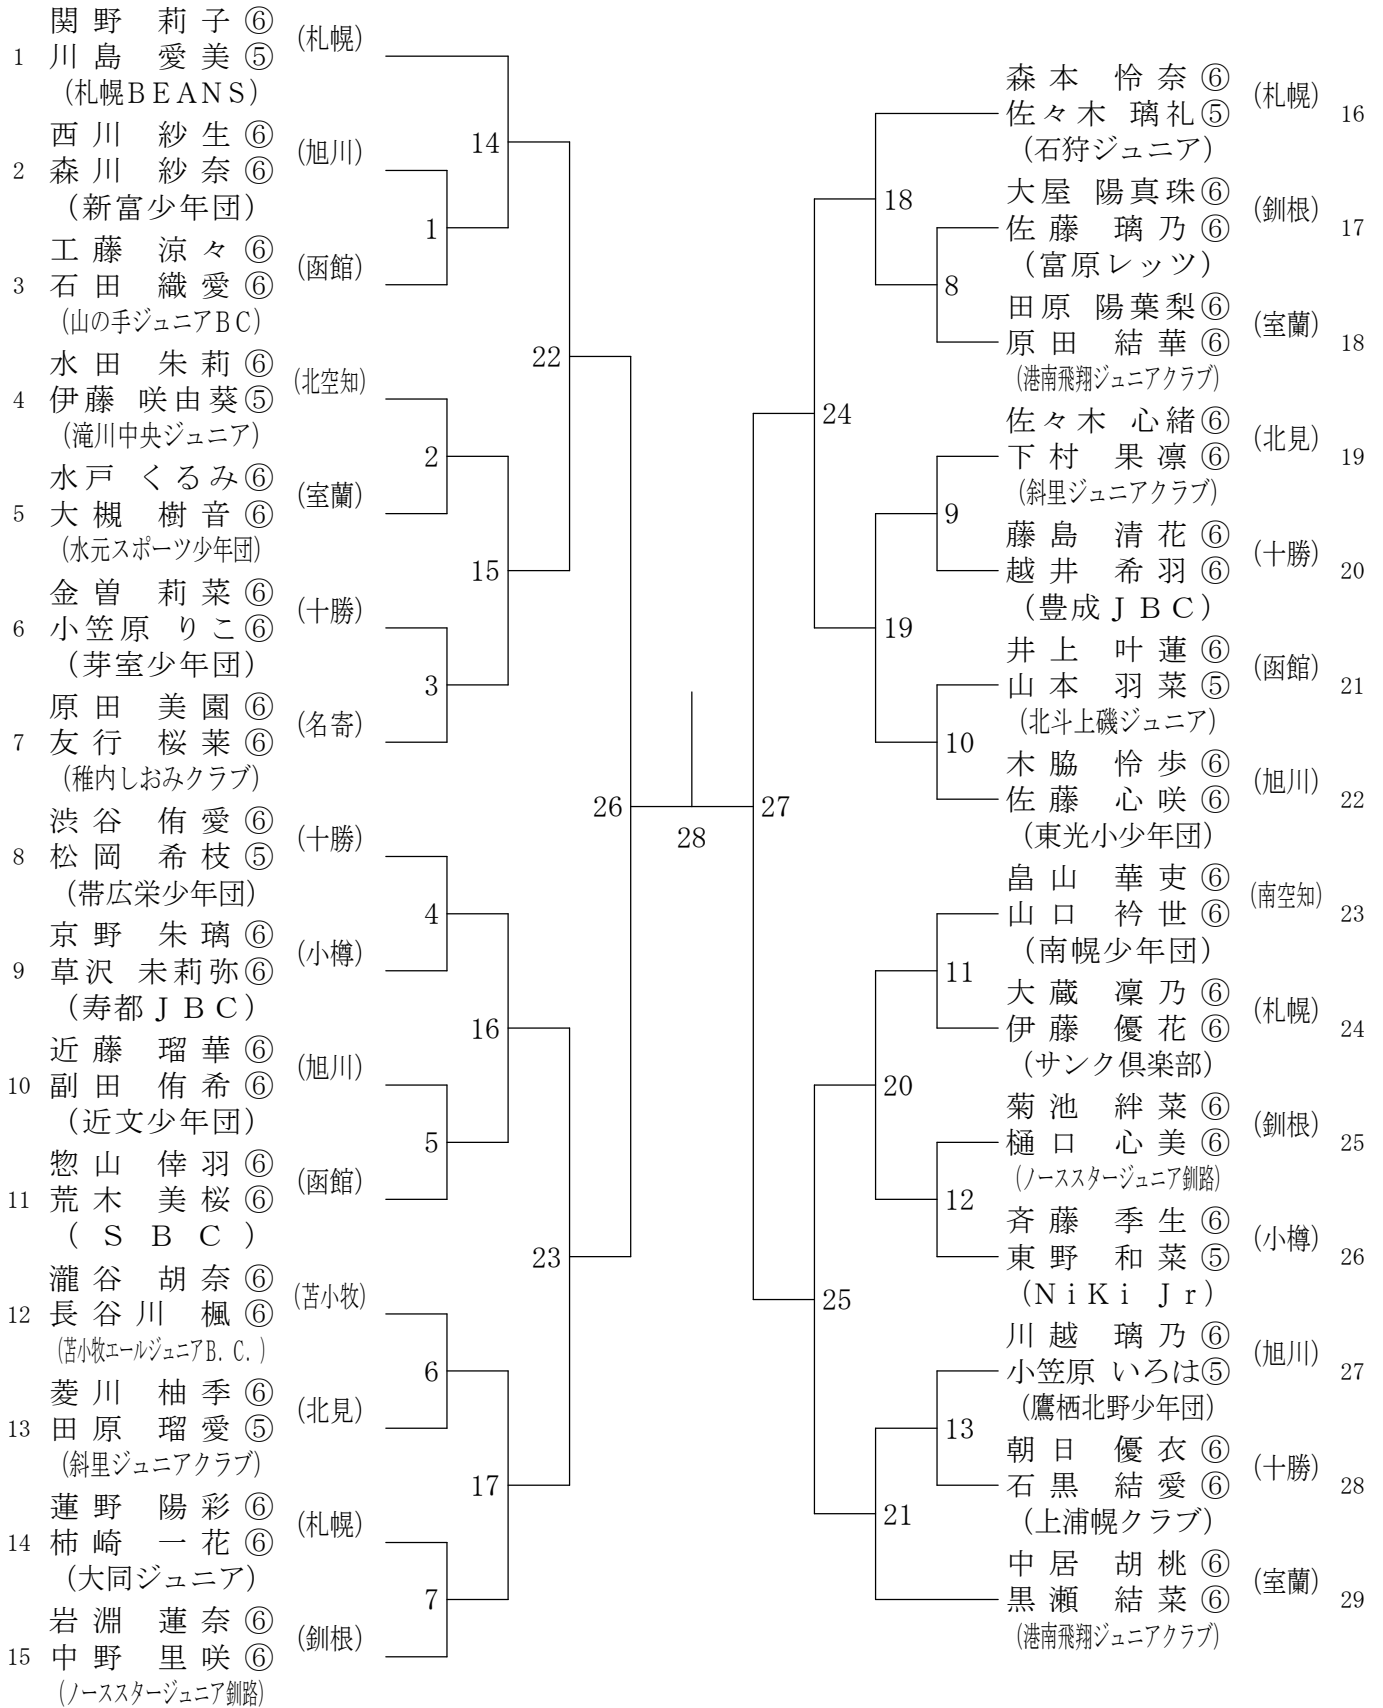 関野 莉子⑥
(札幌)
1 川島 愛美⑤
(札幌BEANS)
西川 紗生⑥
(旭川)
2 森川 紗奈⑥
(新富少年団)
工藤 涼々⑥
(函館)
3 石田 織愛⑥
(山の手ジュニアBC)
水田 朱莉⑥
(北空知)
4 伊藤 咲由葵⑤
(滝川中央ジュニア)
水戸 くるみ⑥
(室蘭)
5 大槻 樹音⑥
(水元スポーツ少年団)
金曽 莉菜⑥
(十勝)
6 小笠原 りこ⑥
(芽室少年団)
原田 美園⑥
(名寄)
7 友行 桜茉⑥
(稚内しおみクラブ)
渋谷 侑愛⑥
(十勝)
8 松岡 希枝⑤
(帯広栄少年団)
京野 朱璃⑥
(小樽)
9 草沢 未莉弥⑥
(寿都JBC)
近藤 瑠華⑥
(旭川)
10 副田 侑希⑥
(近文少年団)
惣山 倖羽⑥
(函館)
11 荒木 美桜⑥
(SBC)
瀧谷 胡奈⑥
(苫小牧)
12 長谷川 楓⑥
(苫小牧エールジュニアB.C.)
菱川 柚季⑥
(北見)
13 田原 瑠愛⑤
(斜里ジュニアクラブ)
蓮野 陽彩⑥
(札幌)
14 柿崎 一花⑥
(大同ジュニア)
岩淵 蓮奈⑥
(釧根)
15 中野 里咲⑥
(ノーススタージュニア釧路)
1
2
3
4
5
6
7
14
15
16
17
22
23
26
28
27
24
25
18
19
20
21
8
9
10
11
12
13
森本 怜奈⑥
(札幌)
佐々木 璃礼⑤ 16
(石狩ジュニア)
大屋 陽真珠⑥
(釧根)
佐藤 璃乃⑥ 17
(富原レッツ)
田原 陽葉梨⑥
(室蘭)
原田 結華⑥ 18
(港南飛翔ジュニアクラブ)
佐々木 心緒⑥
(北見)
下村 果凛⑥ 19
(斜里ジュニアクラブ)
藤島 清花⑥
(十勝)
越井 希羽⑥ 20
(豊成JBC)
井上 叶蓮⑥
(函館)
山本 羽菜⑤ 21
(北斗上磯ジュニア)
木脇 怜歩⑥
(旭川)
佐藤 心咲⑥ 22
(東光小少年団)
畠山 華吏⑥
(南空知)
山口 衿世⑥ 23
(南幌少年団)
大蔵 凜乃⑥
(札幌)
伊藤 優花⑥ 24
(サンク倶楽部)
菊池 絆菜⑥
(釧根)
樋口 心美⑥ 25
(ノーススタージュニア釧路)
斉藤 季生⑥
(小樽)
東野 和菜⑤ 26
(NiKi Jr)
川越 璃乃⑥
(旭川)
小笠原 いろは⑤ 27
(鷹栖北野少年団)
朝日 優衣⑥
(十勝)
石黒 結愛⑥ 28
(上浦幌クラブ)
中居 胡桃⑥
(室蘭)
黒瀬 結菜⑥ 29
(港南飛翔ジュニアクラブ)